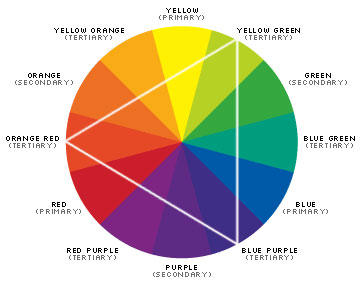 YELLOW
(PRIMARY)
YELLOW ORANGE
(TERTIARY)
YELLOW GREEN
(TERTIARY)
ORANGE
(SECONDARY)
GREEN
(SECONDARY)
ORANGE RED
(TERTIARY)
BLUE GREEN
(TERTIARY)
RED
(PRIMARY)
BLUE
(PRIMARY)
RED PURPLE
(TERTIARY)
BLUE PURPLE
(TERTIARY)
PURPLE
(SECONDARY)